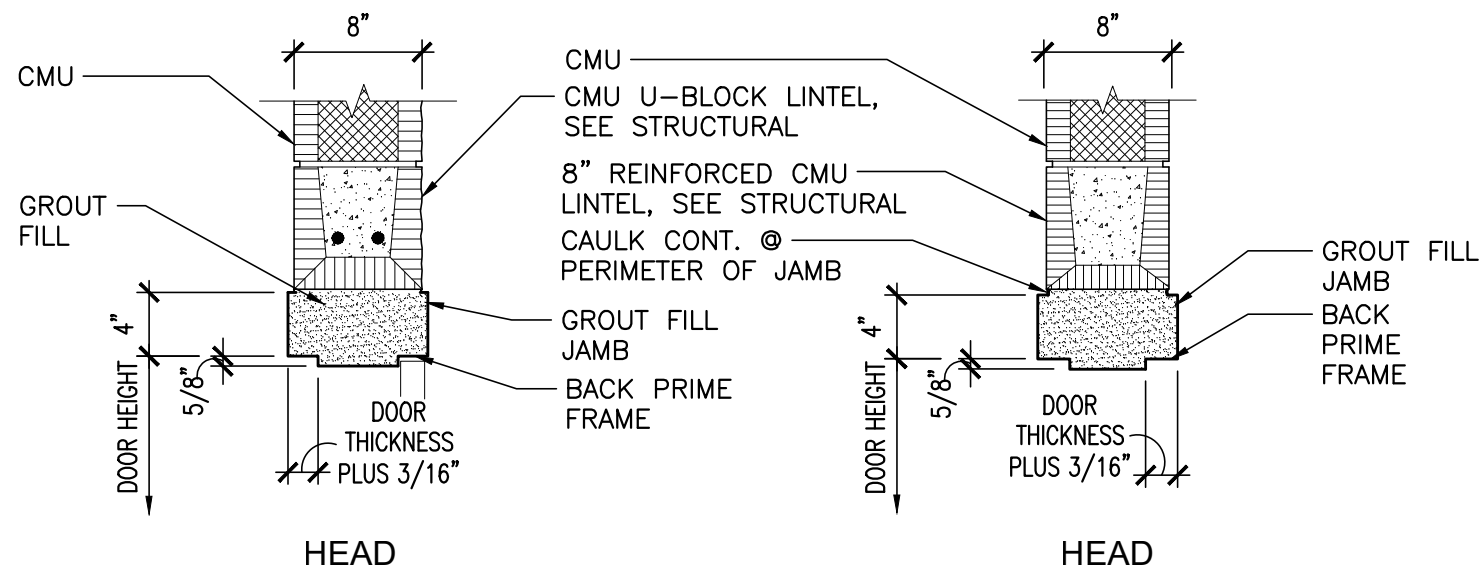 8”
CMU
GROUT
FILL
4”
5/8”
DOOR HEIGHT
DOOR
THICKNESS
PLUS 3/16”
CMU U-BLOCK LINTEL,
SEE STRUCTURAL
GROUT FILL
JAMB
BACK PRIME
FRAME
HEAD
8”
CMU
8” REINFORCED CMU
LINTEL, SEE STRUCTURAL
CAULK CONT. @
PERIMETER OF JAMB
4”
5/8”
DOOR HEIGHT
DOOR
THICKNESS
PLUS 3/16”
GROUT FILL
JAMB
BACK
PRIME
FRAME
HEAD